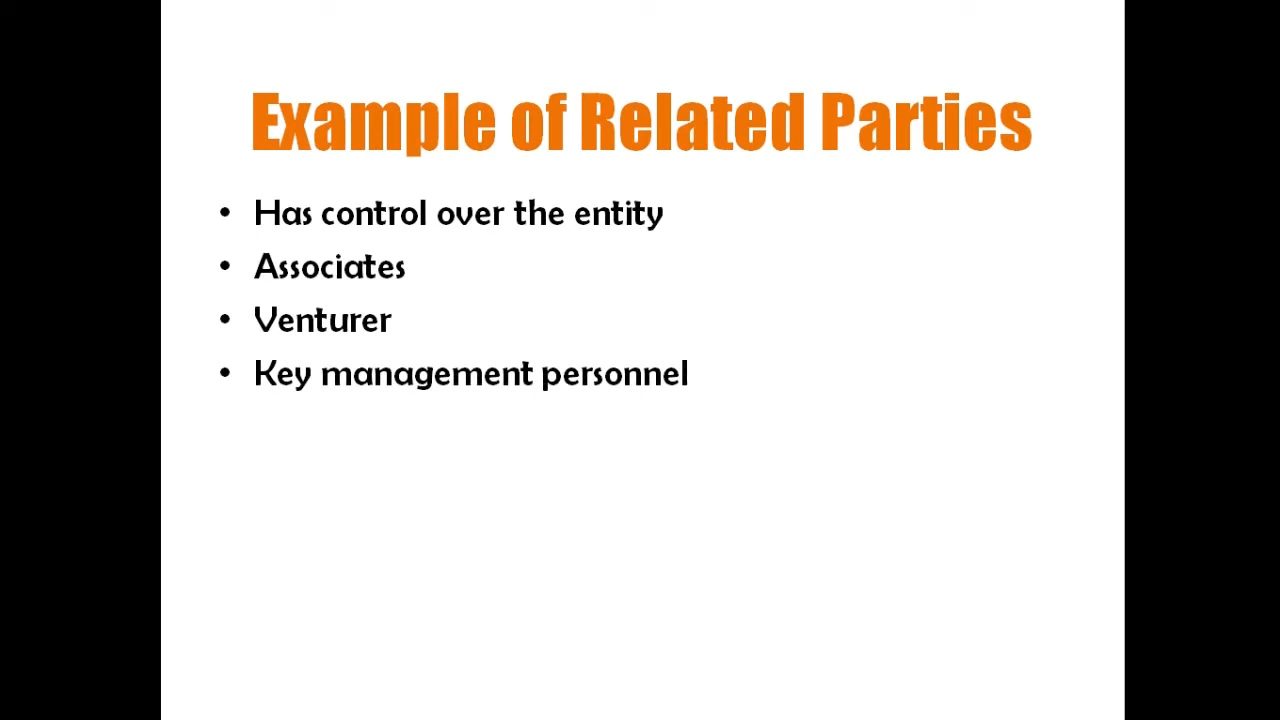 Example of Related Parties
• Has control over the entity
• Associates
• Venturer
• Key management personnel